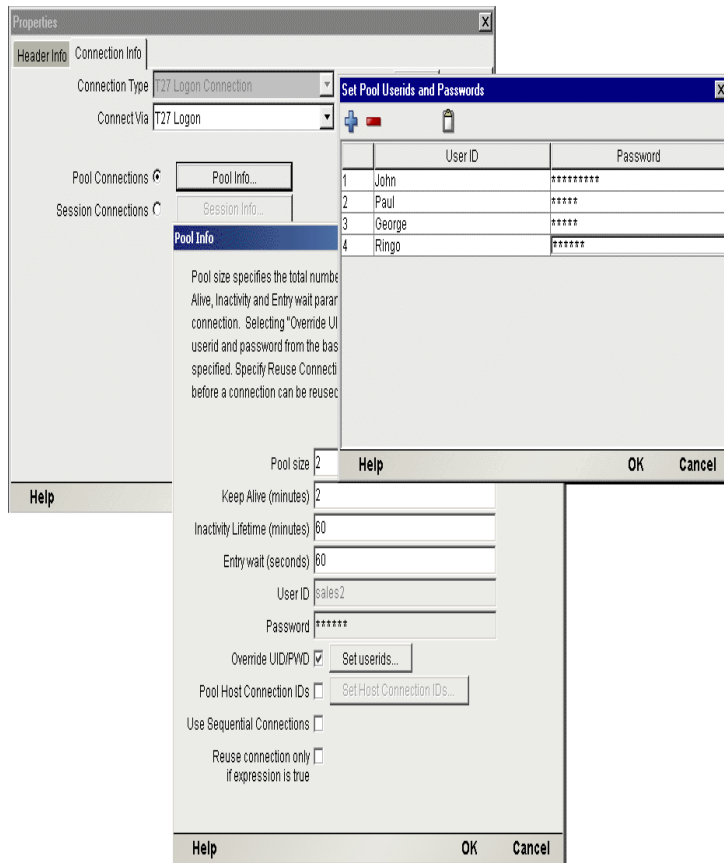 Properties
Header Info Connection Info
Connection Type T27 Logon Connection
Connect Via T27 Logon
Pool Connections Pool Info...
Session Connections Session Info...
Help
Set Pool Userids and Passwords
User ID Password
1 John *********
2 Paul *****
3 George *****
4 Ringo ******
Help OK Cancel
Pool Info
Pool size specifies the total numbe
Alive, Inactivity and Entry wait parar
connection. Selecting "Override UI
userid and password from the bas
specified. Specify Reuse Connecti
before a connection can be reused
Pool size 2
Keep Alive (minutes) 2
Inactivity Lifetime (minutes) 60
Entry wait (seconds) 60
User ID sales2
Password ******
Override UID/PWD Set userids...
Pool Host Connection IDs Set Host Connection IDs...
Use Sequential Connections
Reuse connection only
if expression is true
Help OK Cancel